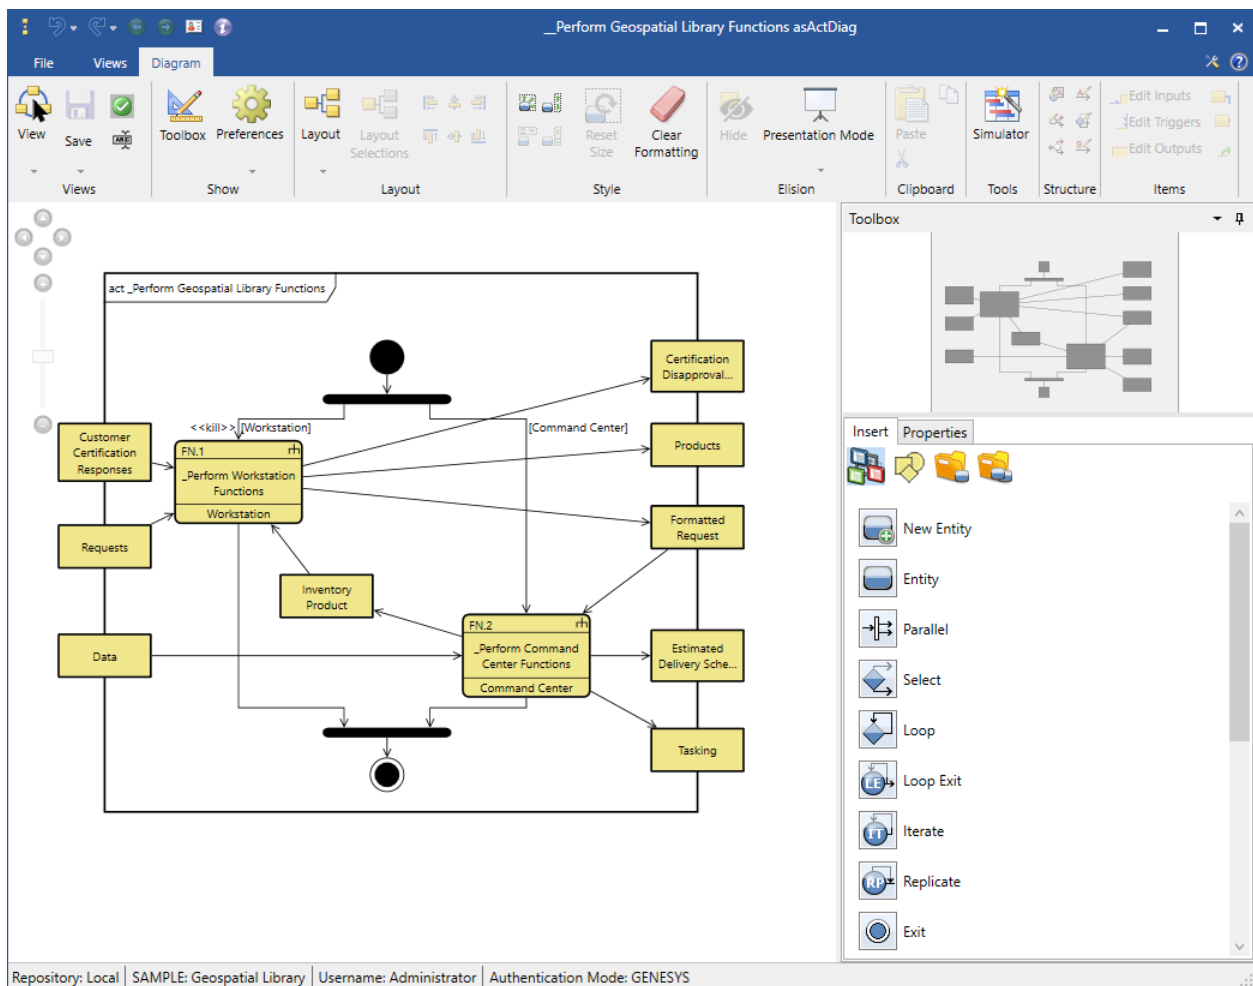 __Perform Geospatial Library Functions asActDiag
File Views Diagram
View Save Toolbox Preferences Layout Layout Selections Reset Size Clear Formatting Hide Presentation Mode Paste Simulator Edit Inputs
Edit Triggers
Edit Outputs
Views Show Layout Style Elision Clipboard Tools Structure Items
Toolbox
act _Perform Geospatial Library Functions
Certification
Disapproval...
<<kill>> [Workstation]
[Command Center]
Customer
Certification
Responses
FN.1
_Perform Workstation
Functions
Workstation
Products
Requests
Formatted
Request
Inventory
Product
FN.2
_Perform Command
Center Functions
Command Center
Data
Estimated
Delivery Sche...
Tasking
Insert Properties
New Entity
Entity
Parallel
Select
Loop
LE Loop Exit
IT Iterate
RP Replicate
Exit
Repository: Local SAMPLE: Geospatial Library Username: Administrator Authentication Mode: GENESYS